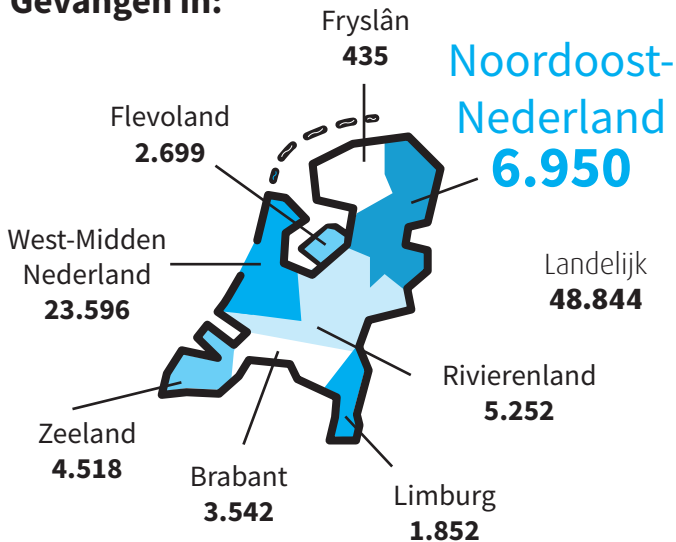 Gevangen in:
Fryslân
435
Noordoost-
Nederland
6.950
Flevoland
2.699
West-Midden
Nederland
23.596
Landelijk
48.844
Rivierenland
5.252
Zeeland
4.518
Brabant
3.542
Limburg
1.852